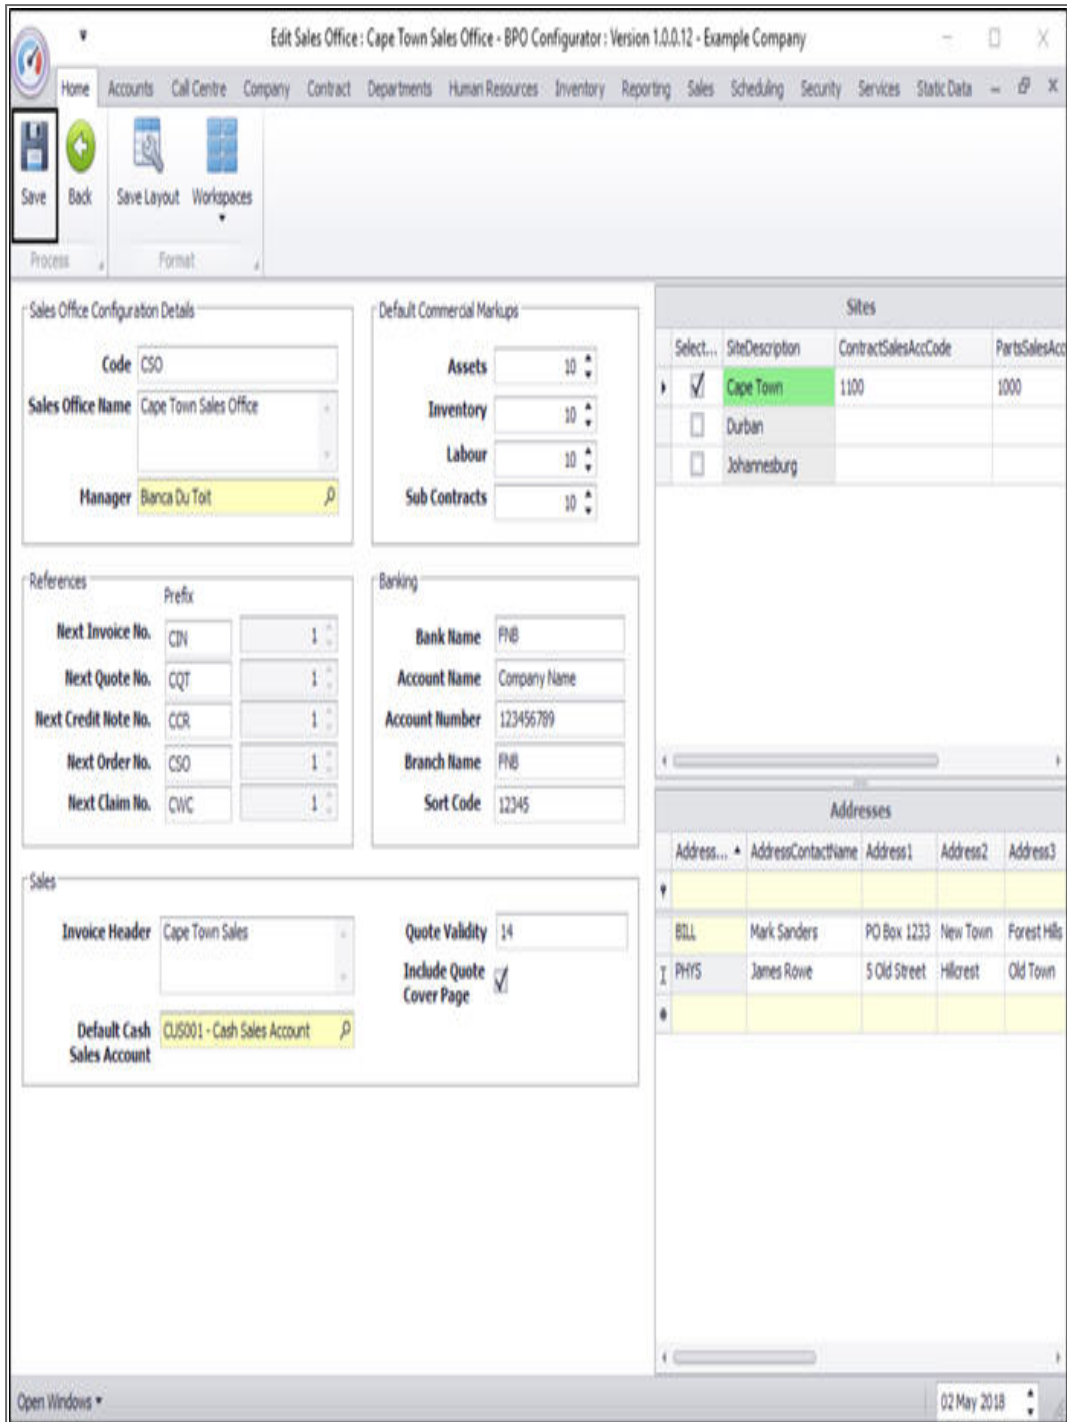 Edit Sales Office : Cape Town Sales Office - BPO Configurator : Version 1.0.0.12 - Example Company
Home Accounts Call Centre Company Contract Departments Human Resources Inventory Reporting Sales Scheduling Security Services Static Data
Save Back Save Layout Workspaces
Process Format
Sales Office Configuration Details
Code CSO
Sales Office Name Cape Town Sales Office
Manager Bianca Du Toit
Default Commercial Markups
Assets 10
Inventory 10
Labour 10
Sub Contracts 10
References
Prefix
Next Invoice No. CIN 1
Next Quote No. CQT 1
Next Credit Note No. CCR 1
Next Order No. CSO 1
Next Claim No. CWC 1
Banking
Bank Name FNB
Account Name Company Name
Account Number 123456789
Branch Name FNB
Sort Code 12345
Sales
Invoice Header Cape Town Sales
Default Cash Sales Account CUS001 - Cash Sales Account
Quote Validity 14
Include Quote Cover Page
Sites
Select... SiteDescription ContractSalesAccCode PartsSalesAcc
Cape Town 1100 1000
Durban
Johannesburg
Addresses
Address... AddressContactName Address1 Address2 Address3
BILL Mark Sanders PO Box 1233 New Town Forest Hills
PHYS James Rowe 5 Old Street Hillcrest Old Town
Open Windows 02 May 2018